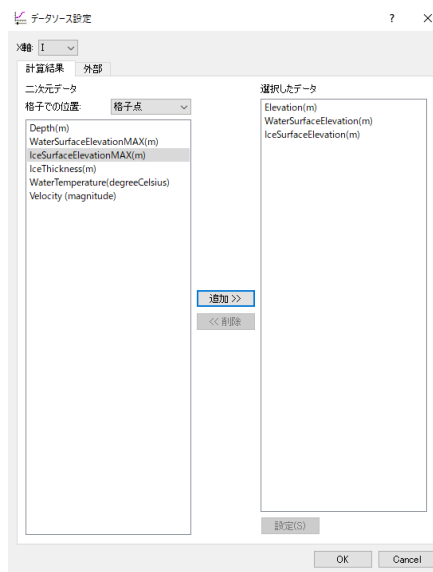 データソース設定
? ×
X軸: I
計算結果 外部
二次元データ
格子での位置: 格子点
Depth(m)
WaterSurfaceElevationMAX(m)
IceSurfaceElevationMAX(m)
IceThickness(m)
WaterTemperature(degreeCelsius)
Velocity (magnitude)
追加 >>
<< 削除
選択したデータ
Elevation(m)
WaterSurfaceElevation(m)
IceSurfaceElevation(m)
設定(S)
OK Cancel